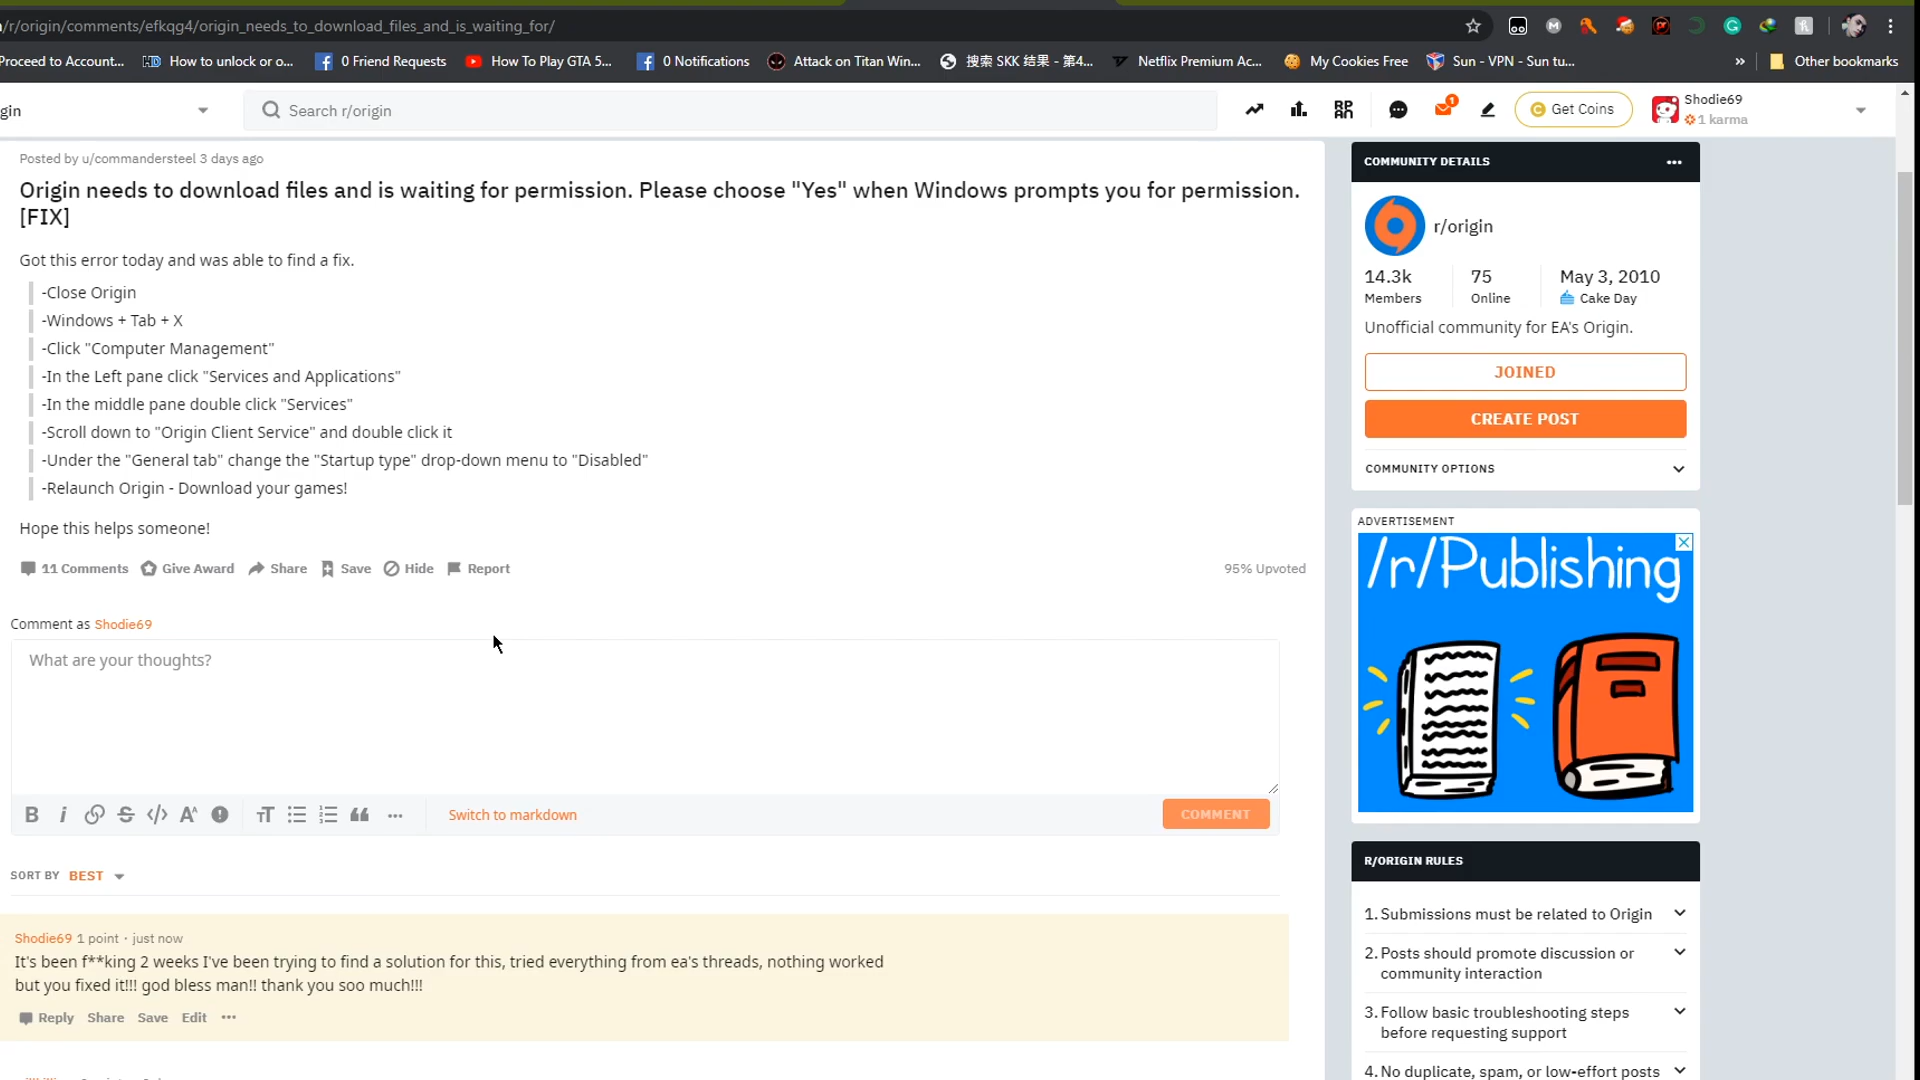 /r/origin/comments/efkqg4/origin_needs_to_download_files_and_is_waiting_for/
Proceed to Account... How to unlock or o... 0 Friend Requests How To Play GTA 5... 0 Notifications Attack on Titan Win... 搜索 SKK 结果 - 第4... Netflix Premium Ac... My Cookies Free Sun - VPN - Sun tu... » Other bookmarks
gin Search r/origin 1 Get Coins Shodie69
1 karma
Posted by u/commandersteel 3 days ago
Origin needs to download files and is waiting for permission. Please choose "Yes" when Windows prompts you for permission.
[FIX]
Got this error today and was able to find a fix.
-Close Origin
-Windows + Tab + X
-Click "Computer Management"
-In the Left pane click "Services and Applications"
-In the middle pane double click "Services"
-Scroll down to "Origin Client Service" and double click it
-Under the "General tab" change the "Startup type" drop-down menu to "Disabled"
-Relaunch Origin - Download your games!
Hope this helps someone!
11 Comments Give Award Share Save Hide Report 95% Upvoted
Comment as Shodie69
What are your thoughts?
Switch to markdown COMMENT
SORT BY BEST
Shodie69 1 point · just now
It's been f**king 2 weeks I've been trying to find a solution for this, tried everything from ea's threads, nothing worked
but you fixed it!!! god bless man!! thank you soo much!!!
Reply Share Save Edit
COMMUNITY DETAILS
r/origin
14.3k 75 May 3, 2010
Members Online Cake Day
Unofficial community for EA's Origin.
JOINED
CREATE POST
COMMUNITY OPTIONS
ADVERTISEMENT
/r/Publishing
R/ORIGIN RULES
1. Submissions must be related to Origin
2. Posts should promote discussion or
community interaction
3. Follow basic troubleshooting steps
before requesting support
4. No duplicate, spam, or low-effort posts